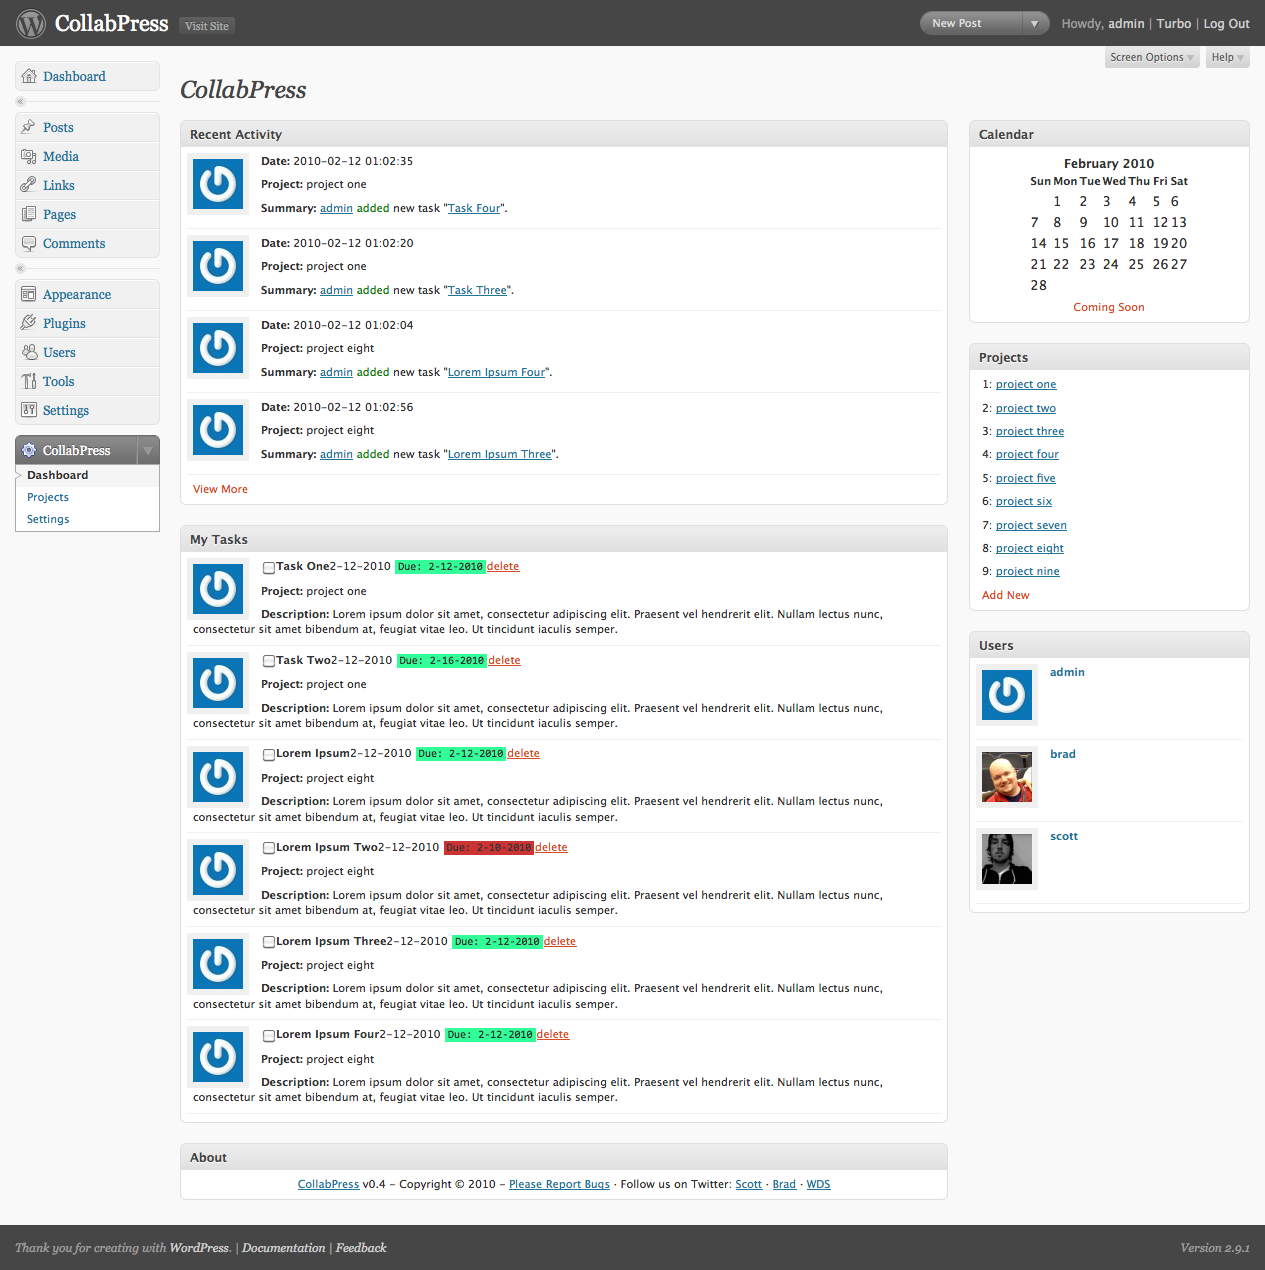 CollabPress Visit Site
New Post
Howdy, admin | Turbo | Log Out
Screen Options
Help
Dashboard
Posts
Media
Links
Pages
Comments
Appearance
Plugins
Users
Tools
Settings
CollabPress
Dashboard
Projects
Settings
CollabPress
Recent Activity
Date: 2010-02-12 01:02:35
Project: project one
Summary: admin added new task "Task Four".
Date: 2010-02-12 01:02:20
Project: project one
Summary: admin added new task "Task Three".
Date: 2010-02-12 01:02:04
Project: project eight
Summary: admin added new task "Lorem Ipsum Four".
Date: 2010-02-12 01:02:56
Project: project eight
Summary: admin added new task "Lorem Ipsum Three".
View More
My Tasks
Task One2-12-2010 Due: 2-12-2010 delete
Project: project one
Description: Lorem ipsum dolor sit amet, consectetur adipiscing elit. Praesent vel hendrerit elit. Nullam lectus nunc,
consectetur sit amet bibendum at, feugiat vitae leo. Ut tincidunt iaculis semper.
Task Two2-12-2010 Due: 2-16-2010 delete
Project: project one
Description: Lorem ipsum dolor sit amet, consectetur adipiscing elit. Praesent vel hendrerit elit. Nullam lectus nunc,
consectetur sit amet bibendum at, feugiat vitae leo. Ut tincidunt iaculis semper.
Lorem Ipsum2-12-2010 Due: 2-12-2010 delete
Project: project eight
Description: Lorem ipsum dolor sit amet, consectetur adipiscing elit. Praesent vel hendrerit elit. Nullam lectus nunc,
consectetur sit amet bibendum at, feugiat vitae leo. Ut tincidunt iaculis semper.
Lorem Ipsum Two2-12-2010 Due: 2-10-2010 delete
Project: project eight
Description: Lorem ipsum dolor sit amet, consectetur adipiscing elit. Praesent vel hendrerit elit. Nullam lectus nunc,
consectetur sit amet bibendum at, feugiat vitae leo. Ut tincidunt iaculis semper.
Lorem Ipsum Three2-12-2010 Due: 2-12-2010 delete
Project: project eight
Description: Lorem ipsum dolor sit amet, consectetur adipiscing elit. Praesent vel hendrerit elit. Nullam lectus nunc,
consectetur sit amet bibendum at, feugiat vitae leo. Ut tincidunt iaculis semper.
Lorem Ipsum Four2-12-2010 Due: 2-12-2010 delete
Project: project eight
Description: Lorem ipsum dolor sit amet, consectetur adipiscing elit. Praesent vel hendrerit elit. Nullam lectus nunc,
consectetur sit amet bibendum at, feugiat vitae leo. Ut tincidunt iaculis semper.
About
CollabPress v0.4 – Copyright © 2010 – Please Report Bugs · Follow us on Twitter: Scott · Brad · WDS
Calendar
February 2010
Sun Mon Tue Wed Thu Fri Sat
1 2 3 4 5 6
7 8 9 10 11 12 13
14 15 16 17 18 19 20
21 22 23 24 25 26 27
28
Coming Soon
Projects
1: project one
2: project two
3: project three
4: project four
5: project five
6: project six
7: project seven
8: project eight
9: project nine
Add New
Users
admin
brad
scott
Thank you for creating with WordPress. | Documentation | Feedback
Version 2.9.1